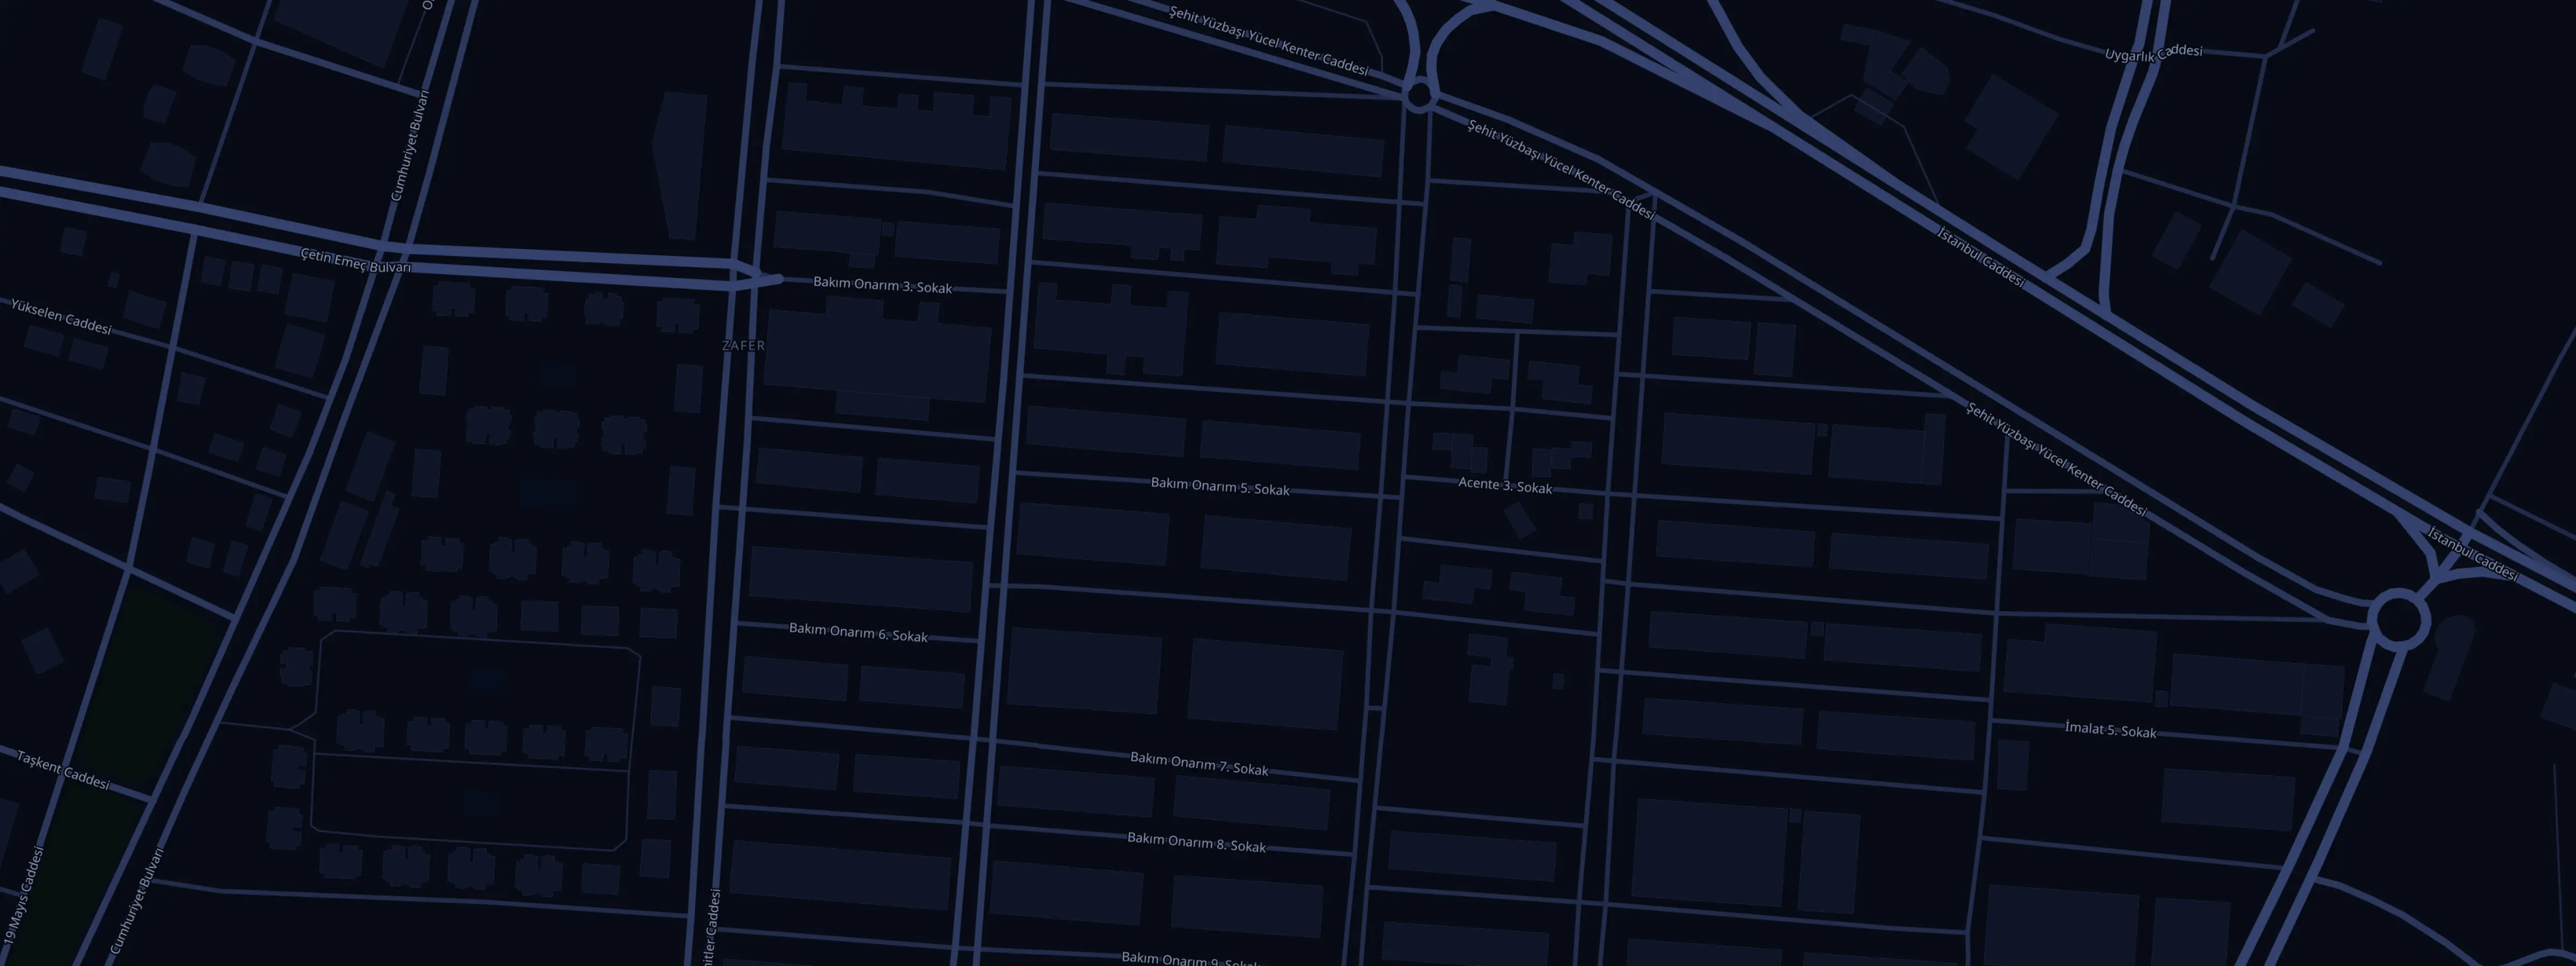 Şehit Yüzbaşı Yücel Kenter Caddesi
Uygarlık Caddesi
Cumhuriyet Bulvarı
Şehit Yüzbaşı Yücel Kenter Caddesi
Çetin Emeç Bulvarı
İstanbul Caddesi
Bakım Onarım 3. Sokak
Yükselen Caddesi
ZAFER
Şehit Yüzbaşı Yücel Kenter Caddesi
Bakım Onarım 5. Sokak
Acente 3. Sokak
İstanbul Caddesi
Bakım Onarım 6. Sokak
İmalat 5. Sokak
Taşkent Caddesi
Bakım Onarım 7. Sokak
Bakım Onarım 8. Sokak
19 Mayıs Caddesi
Cumhuriyet Bulvarı
Caddesi
Bakım Onarım 9. Sokak